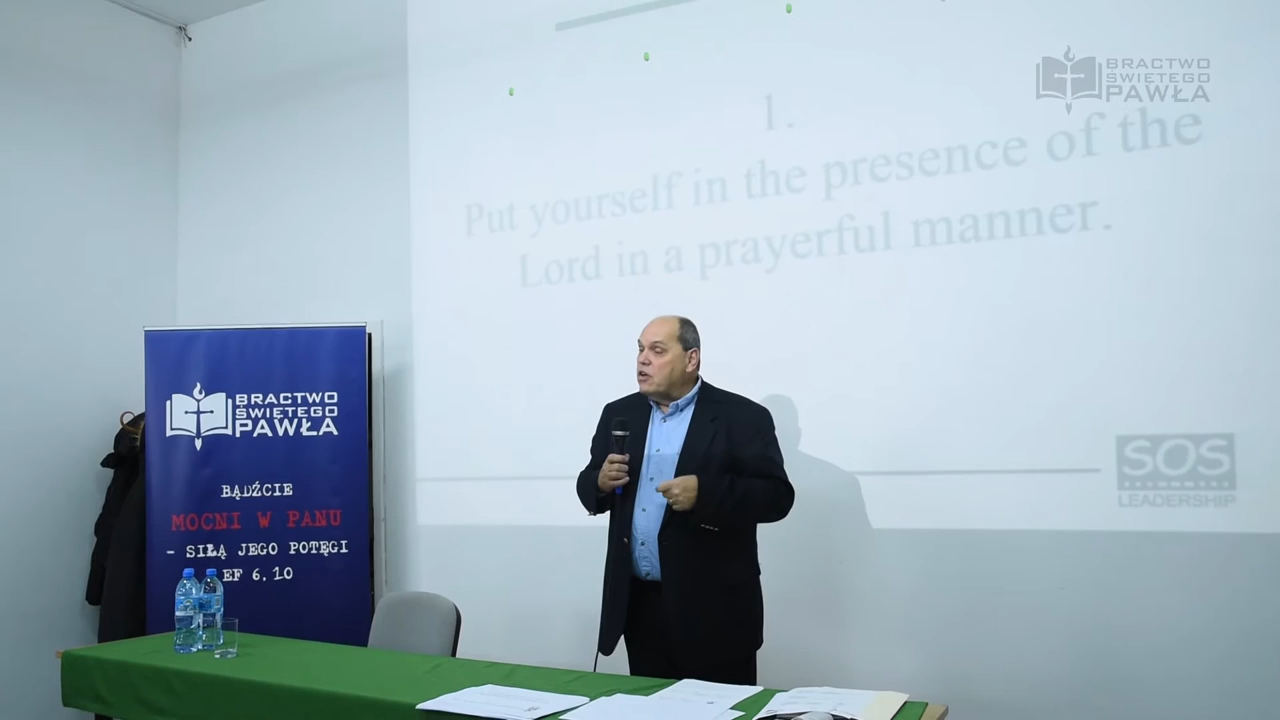 BRACTWO
ŚWIĘTEGO
PAWŁA
1.
Put yourself in the presence of the
Lord in a prayerful manner.
SOS
LEADERSHIP
BRACTWO
ŚWIĘTEGO
PAWŁA
BĄDŹCIE
MOCNI W PANU
- SIŁĄ JEGO POTĘGI
EF 6,10